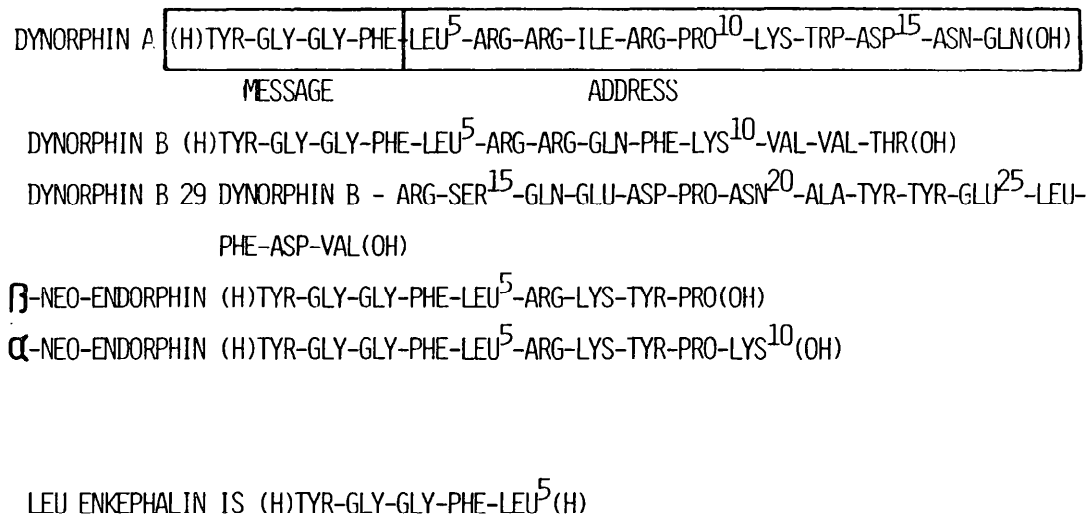 DYNORPHIN A (H)TYR-GLY-GLY-PHE-LEU⁵-ARG-ARG-ILE-ARG-PRO¹⁰-LYS-TRP-ASP¹⁵-ASN-GLN(OH)
MESSAGE ADDRESS
DYNORPHIN B (H)TYR-GLY-GLY-PHE-LEU⁵-ARG-ARG-GLN-PHE-LYS¹⁰-VAL-VAL-THR(OH)
DYNORPHIN B 29 DYNORPHIN B - ARG-SER¹⁵-GLN-GLU-ASP-PRO-ASN²⁰-ALA-TYR-TYR-GLU²⁵-LEU-
PHE-ASP-VAL(OH)
β-NEO-ENDORPHIN (H)TYR-GLY-GLY-PHE-LEU⁵-ARG-LYS-TYR-PRO(OH)
α-NEO-ENDORPHIN (H)TYR-GLY-GLY-PHE-LEU⁵-ARG-LYS-TYR-PRO-LYS¹⁰(OH)
LEU ENKEPHALIN IS (H)TYR-GLY-GLY-PHE-LEU⁵(H)